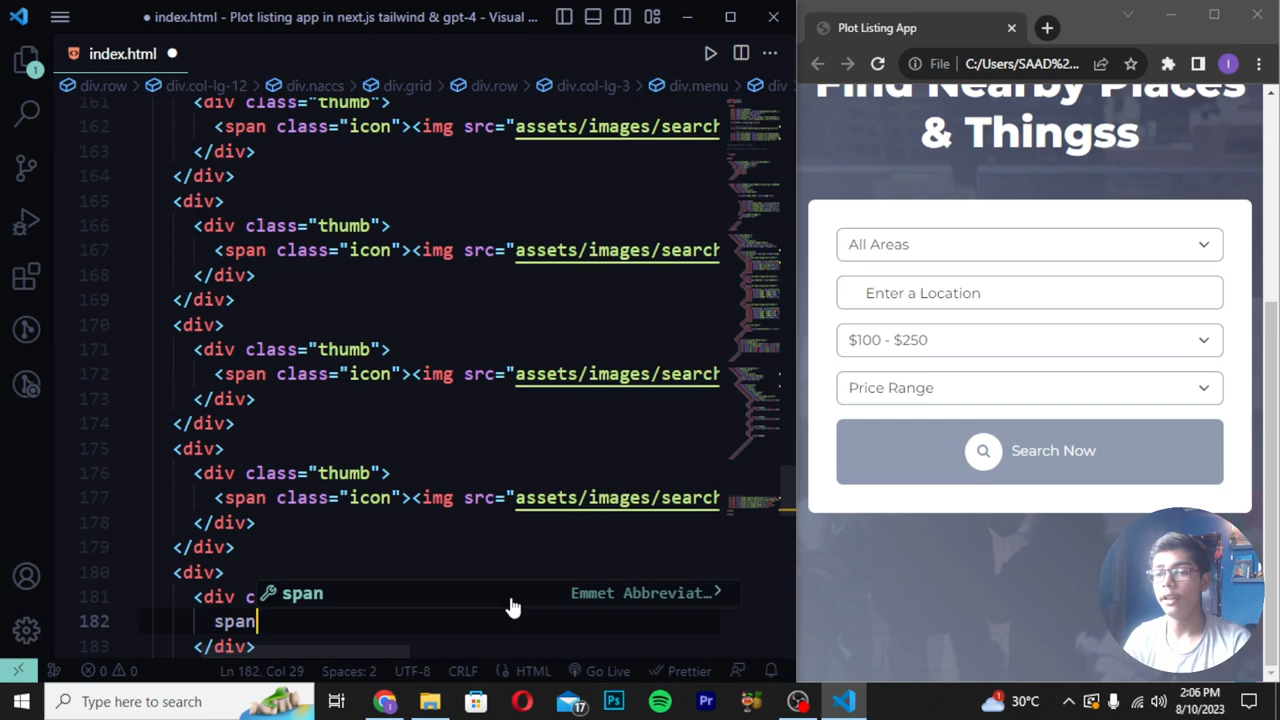 index.html - Plot listing app in next.js tailwind & gpt-4 - Visual ...
index.html
div.row > div.col-lg-12 > div.naccs > div.grid > div.row > div.col-lg-3 > div.menu > div
161 <div class="thumb">
162 <span class="icon"><img src="assets/images/search
163 </div>
164 </div>
165 <div>
166 <div class="thumb">
167 <span class="icon"><img src="assets/images/search
168 </div>
169 </div>
170 <div>
171 <div class="thumb">
172 <span class="icon"><img src="assets/images/search
173 </div>
174 </div>
175 <div>
176 <div class="thumb">
177 <span class="icon"><img src="assets/images/search
178 </div>
179 </div>
180 <div>
181 <div c
span Emmet Abbreviat...
182 span
183 </div>
1
0 0 Ln 182, Col 29 Spaces: 2 UTF-8 CRLF HTML Go Live Prettier
Plot Listing App
File C:/Users/SAAD%2... I
Find Nearby Places
& Thingss
All Areas
Enter a Location
$100 - $250
Price Range
Search Now
Type here to search
17
Ps
Pr
1
30°C
2:06 PM
8/10/2023